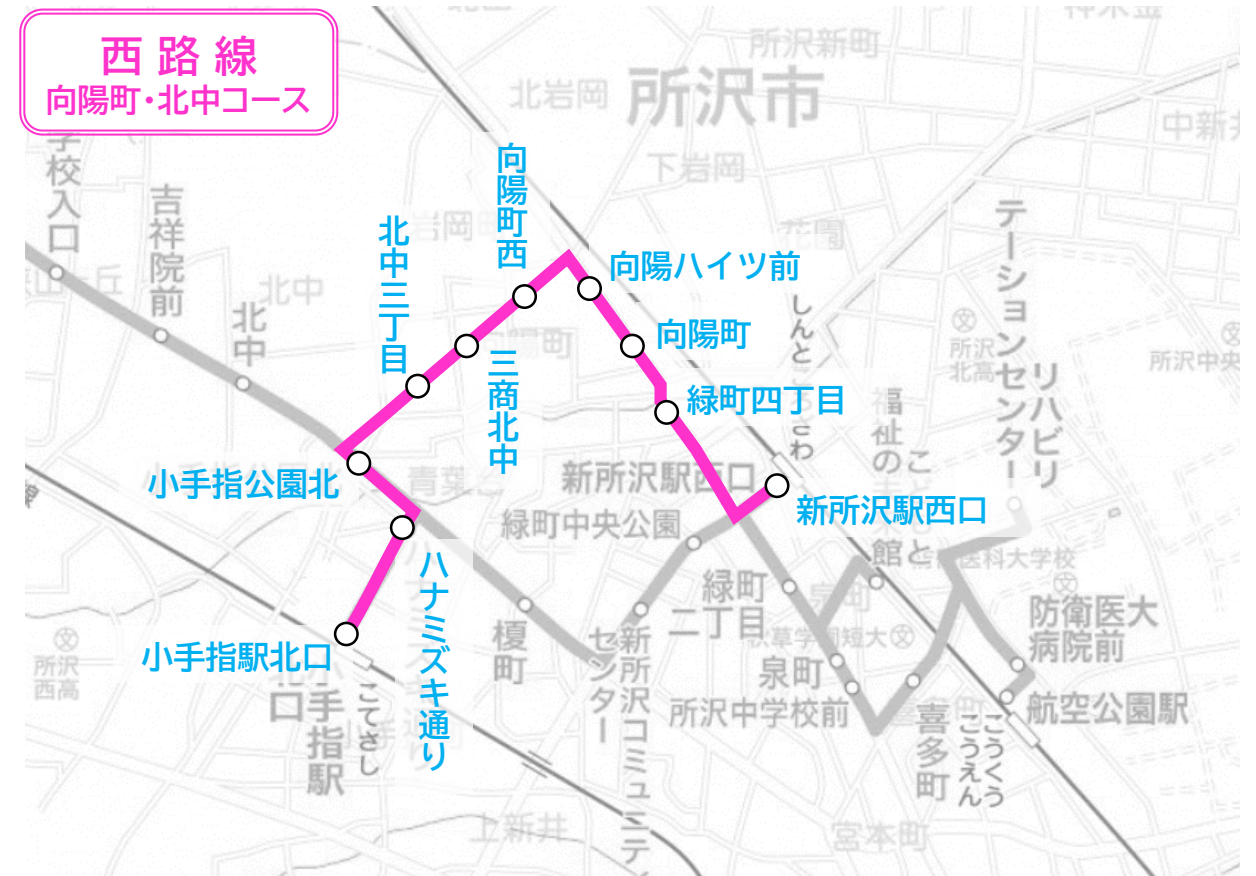 西路線
向陽町・北中コース
所沢新町
所沢市
北岩岡
下岩岡
中新井
学校入口
吉祥院前
北中
北中
向陽町西
北中三丁目
三商北中
向陽ハイツ前
向陽町
緑町四丁目
新所沢駅西口
新所沢駅西口
小手指公園北
ハナミズキ通り
小手指駅北口
花園
しんところざわ
所沢
北高
所沢中央
リハビリ
テーションセンター
こと
福祉の
館
緑町中央公園
緑町
二丁目
泉町
所沢中学校前
医科大学校
防衛医大
病院前
航空公園駅
喜多町
こうくう
こうえん
榎町
新所沢コミュニティ
センター
所沢
西高
小手指駅
北口
こてさし
上新井
宮本町